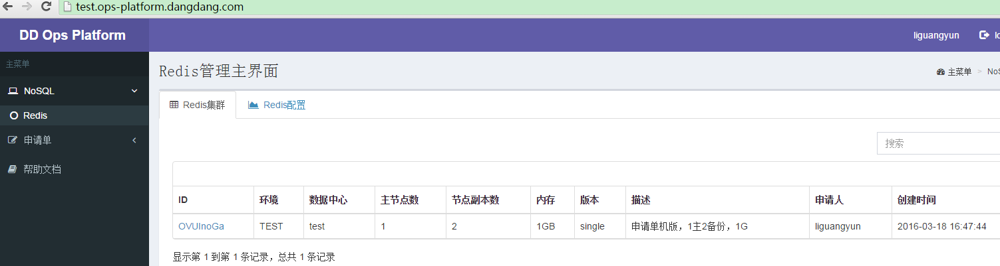 test.ops-platform.dangdang.com
DD Ops Platform liguangyun
主菜单
Redis管理主界面 主菜单 > NoS
NoSQL
Redis集群 Redis配置
Redis
申请单
搜索
帮助文档
ID 环境 数据中心 主节点数 节点副本数 内存 版本 描述 申请人 创建时间
OVUInoGa TEST test 1 2 1GB single 申请单机版，1主2备份，1G liguangyun 2016-03-18 16:47:44
显示第 1 到第 1 条记录，总共 1 条记录